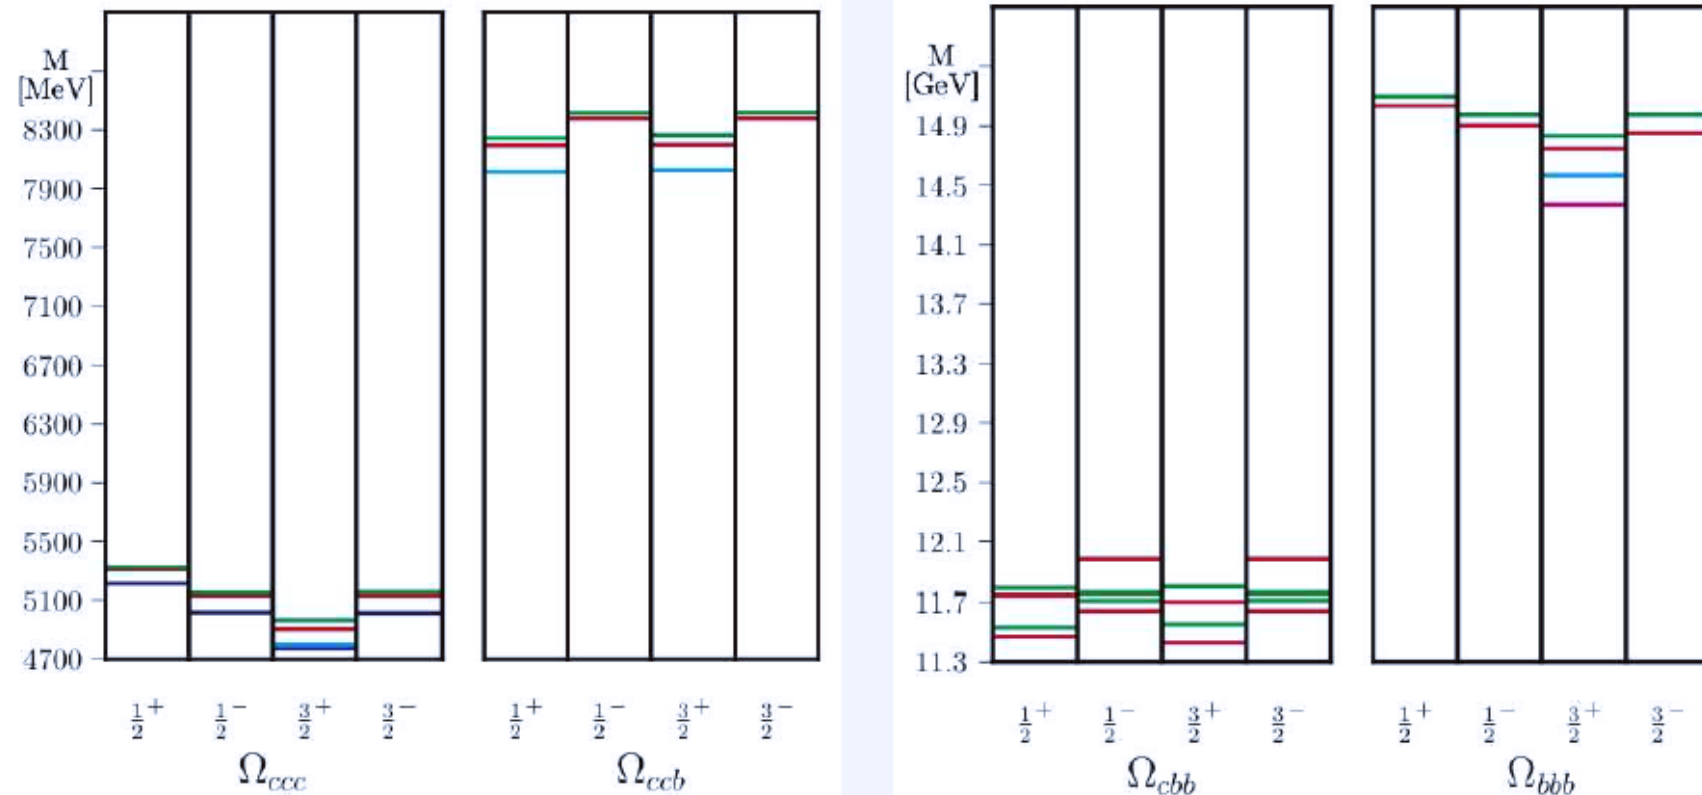 M
[MeV]
8300
7900
7500
7100
6700
6300
5900
5500
5100
4700
1/2+ 1/2− 3/2+ 3/2−
Ωccc
1/2+ 1/2− 3/2+ 3/2−
Ωccb
M
[GeV]
14.9
14.5
14.1
13.7
13.3
12.9
12.5
12.1
11.7
11.3
1/2+ 1/2− 3/2+ 3/2−
Ωcbb
1/2+ 1/2− 3/2+ 3/2−
Ωbbb